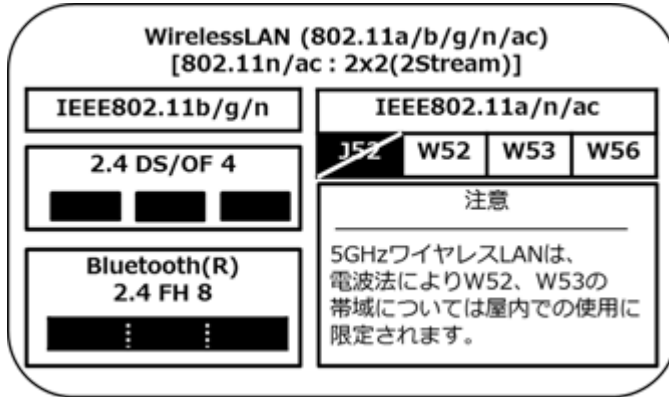 WirelessLAN (802.11a/b/g/n/ac)
[802.11n/ac : 2x2(2Stream)]
IEEE802.11b/g/n
2.4 DS/OF 4
Bluetooth(R)
2.4 FH 8
IEEE802.11a/n/ac
J52 W52 W53 W56
注意
5GHzワイヤレスLANは、
電波法によりW52、W53の
帯域については屋内での使用に
限定されます。